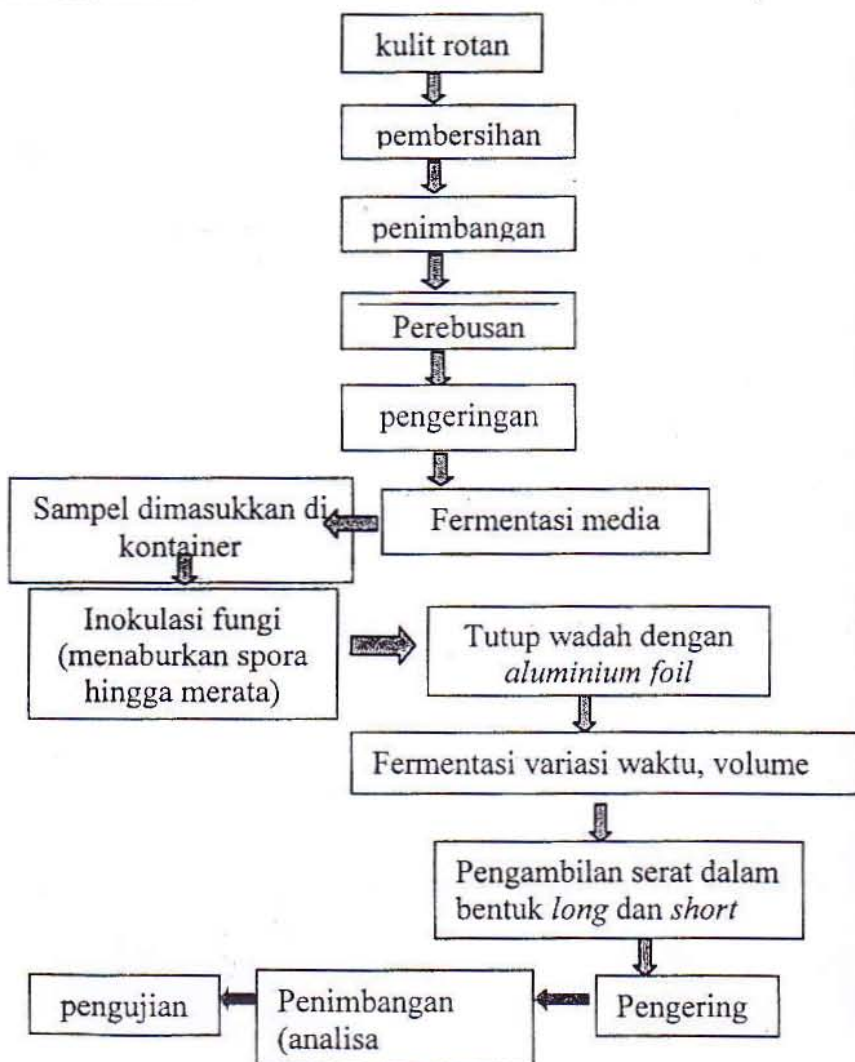 kulit rotan
pembersihan
penimbangan
Perebusan
pengeringan
Fermentasi media
Sampel dimasukkan di
kontainer
Inokulasi fungi
(menaburkan spora
hingga merata)
Tutup wadah dengan
aluminium foil
Fermentasi variasi waktu, volume
Pengambilan serat dalam
bentuk long dan short
Pengering
Penimbangan
(analisa
pengujian